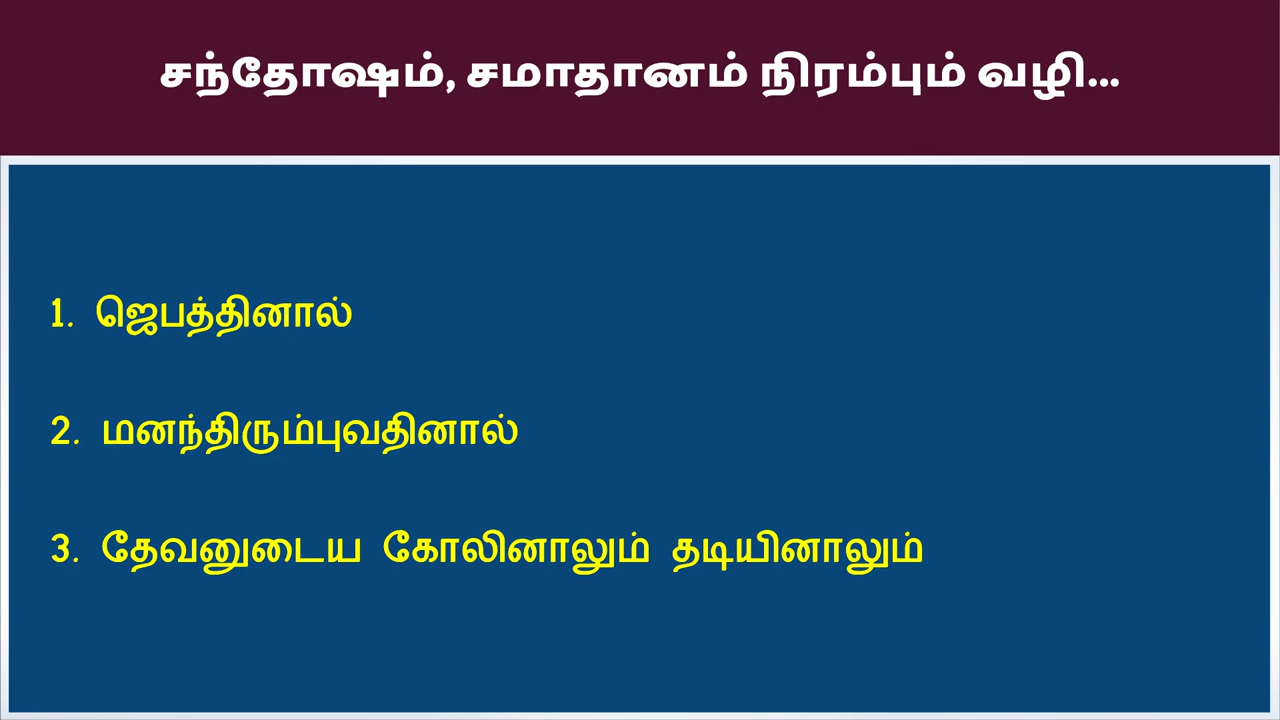 சந்தோஷம், சமாதானம் நிரம்பும் வழி...
1. ஜெபத்தினால்
2. மனந்திரும்புவதினால்
3. தேவனுடைய கோலினாலும் தடியினாலும்